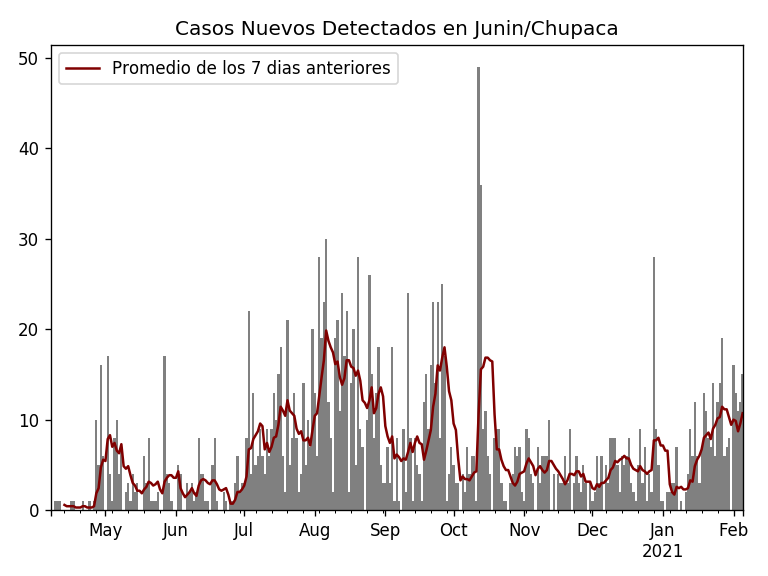 Casos Nuevos Detectados en Junin/Chupaca
Promedio de los 7 dias anteriores
50
40
30
20
10
0
May Jun Jul Aug Sep Oct Nov Dec Jan Feb
2021